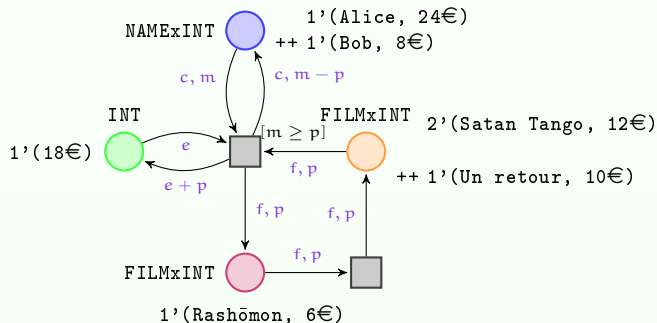 1'(Alice, 24€)
NAMExINT
++ 1'(Bob, 8€)
c, m
c, m − p
INT
[m ≥ p]
FILMxINT
2'(Satan Tango, 12€)
1'(18€)
e
f, p
e + p
++ 1'(Un retour, 10€)
f, p
f, p
f, p
FILMxINT
1'(Rashōmon, 6€)